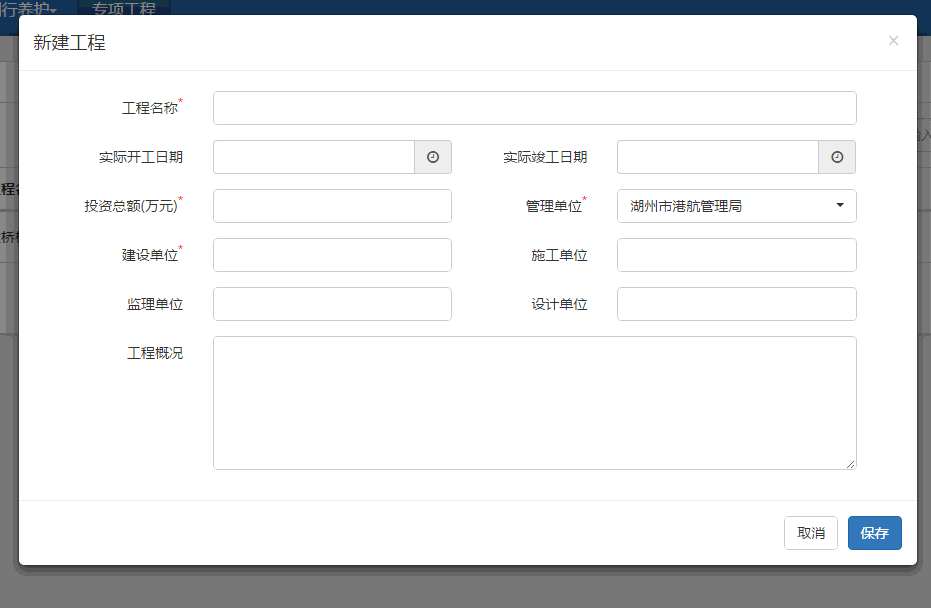 行养护 专项工程
新建工程 ×
工程名称*
实际开工日期 实际竣工日期
投资总额(万元)* 管理单位* 湖州市港航管理局
建设单位* 施工单位
监理单位 设计单位
工程概况
取消 保存